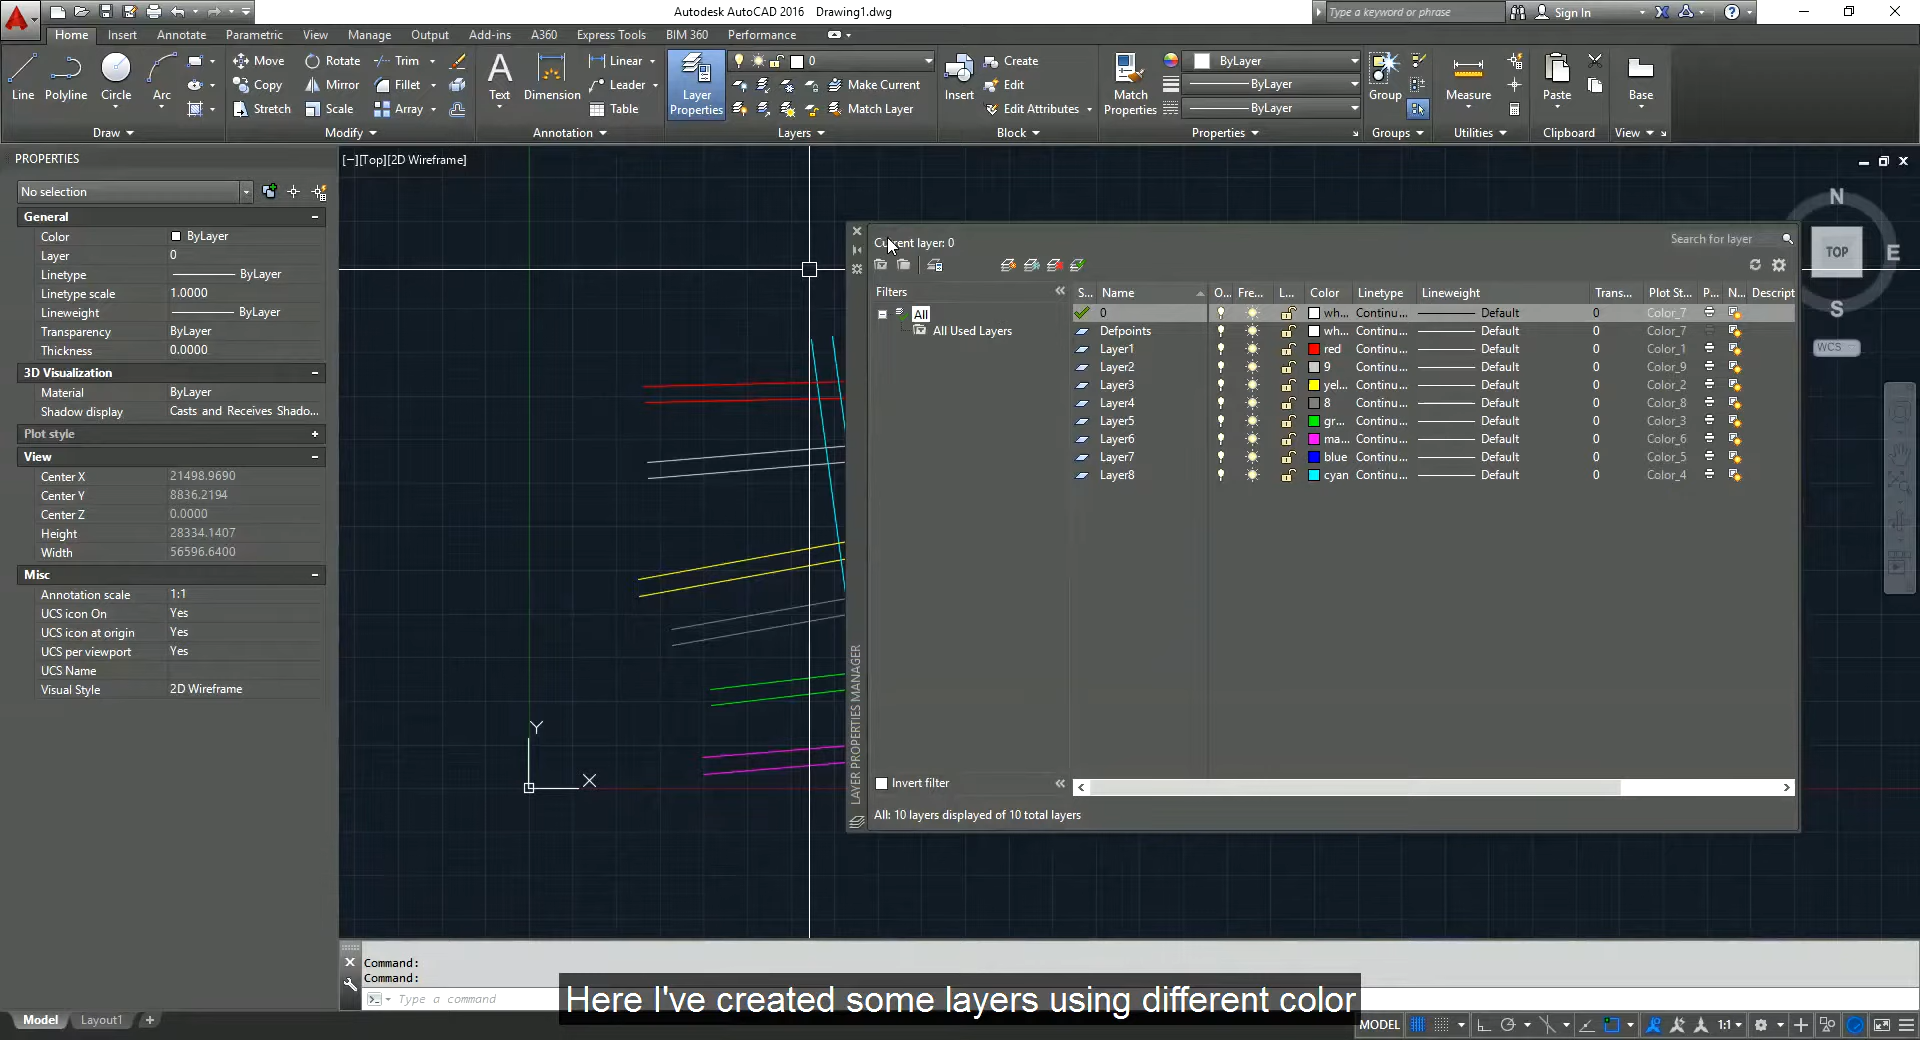 Autodesk AutoCAD 2016 Drawing1.dwg
Type a keyword or phrase
Sign In
Home Insert Annotate Parametric View Manage Output Add-ins A360 Express Tools BIM 360 Performance
Line Polyline Circle Arc
Draw
Move Rotate Trim
Copy Mirror Fillet
Stretch Scale Array
Modify
Text Dimension
Linear
Leader
Table
Annotation
Layer Properties
0
Make Current
Match Layer
Layers
Insert
Create
Edit
Edit Attributes
Block
Match Properties
ByLayer
ByLayer
ByLayer
Properties
Group
Groups
Measure
Utilities
Paste
Clipboard
Base
View
PROPERTIES
No selection
General
Color ByLayer
Layer 0
Linetype ByLayer
Linetype scale 1.0000
Lineweight ByLayer
Transparency ByLayer
Thickness 0.0000
3D Visualization
Material ByLayer
Shadow display Casts and Receives Shado...
Plot style
View
Center X 21498.9690
Center Y 8836.2194
Center Z 0.0000
Height 28334.1407
Width 56596.6400
Misc
Annotation scale 1:1
UCS icon On Yes
UCS icon at origin Yes
UCS per viewport Yes
UCS Name
Visual Style 2D Wireframe
[−][Top][2D Wireframe]
Y
X
N
TOP
E
S
WCS
Current layer: 0
Search for layer
Filters
All
All Used Layers
Invert filter
S... Name O... Fre... L... Color Linetype Lineweight Trans... Plot St... P... N... Descript
0 wh... Continu... Default 0 Color_7
Defpoints wh... Continu... Default 0 Color_7
Layer1 red Continu... Default 0 Color_1
Layer2 9 Continu... Default 0 Color_9
Layer3 yel... Continu... Default 0 Color_2
Layer4 8 Continu... Default 0 Color_8
Layer5 gr... Continu... Default 0 Color_3
Layer6 ma... Continu... Default 0 Color_6
Layer7 blue Continu... Default 0 Color_5
Layer8 cyan Continu... Default 0 Color_4
LAYER PROPERTIES MANAGER
All: 10 layers displayed of 10 total layers
Command:
Command:
Type a command
Here I've created some layers using different color
Model Layout1 +
MODEL 1:1